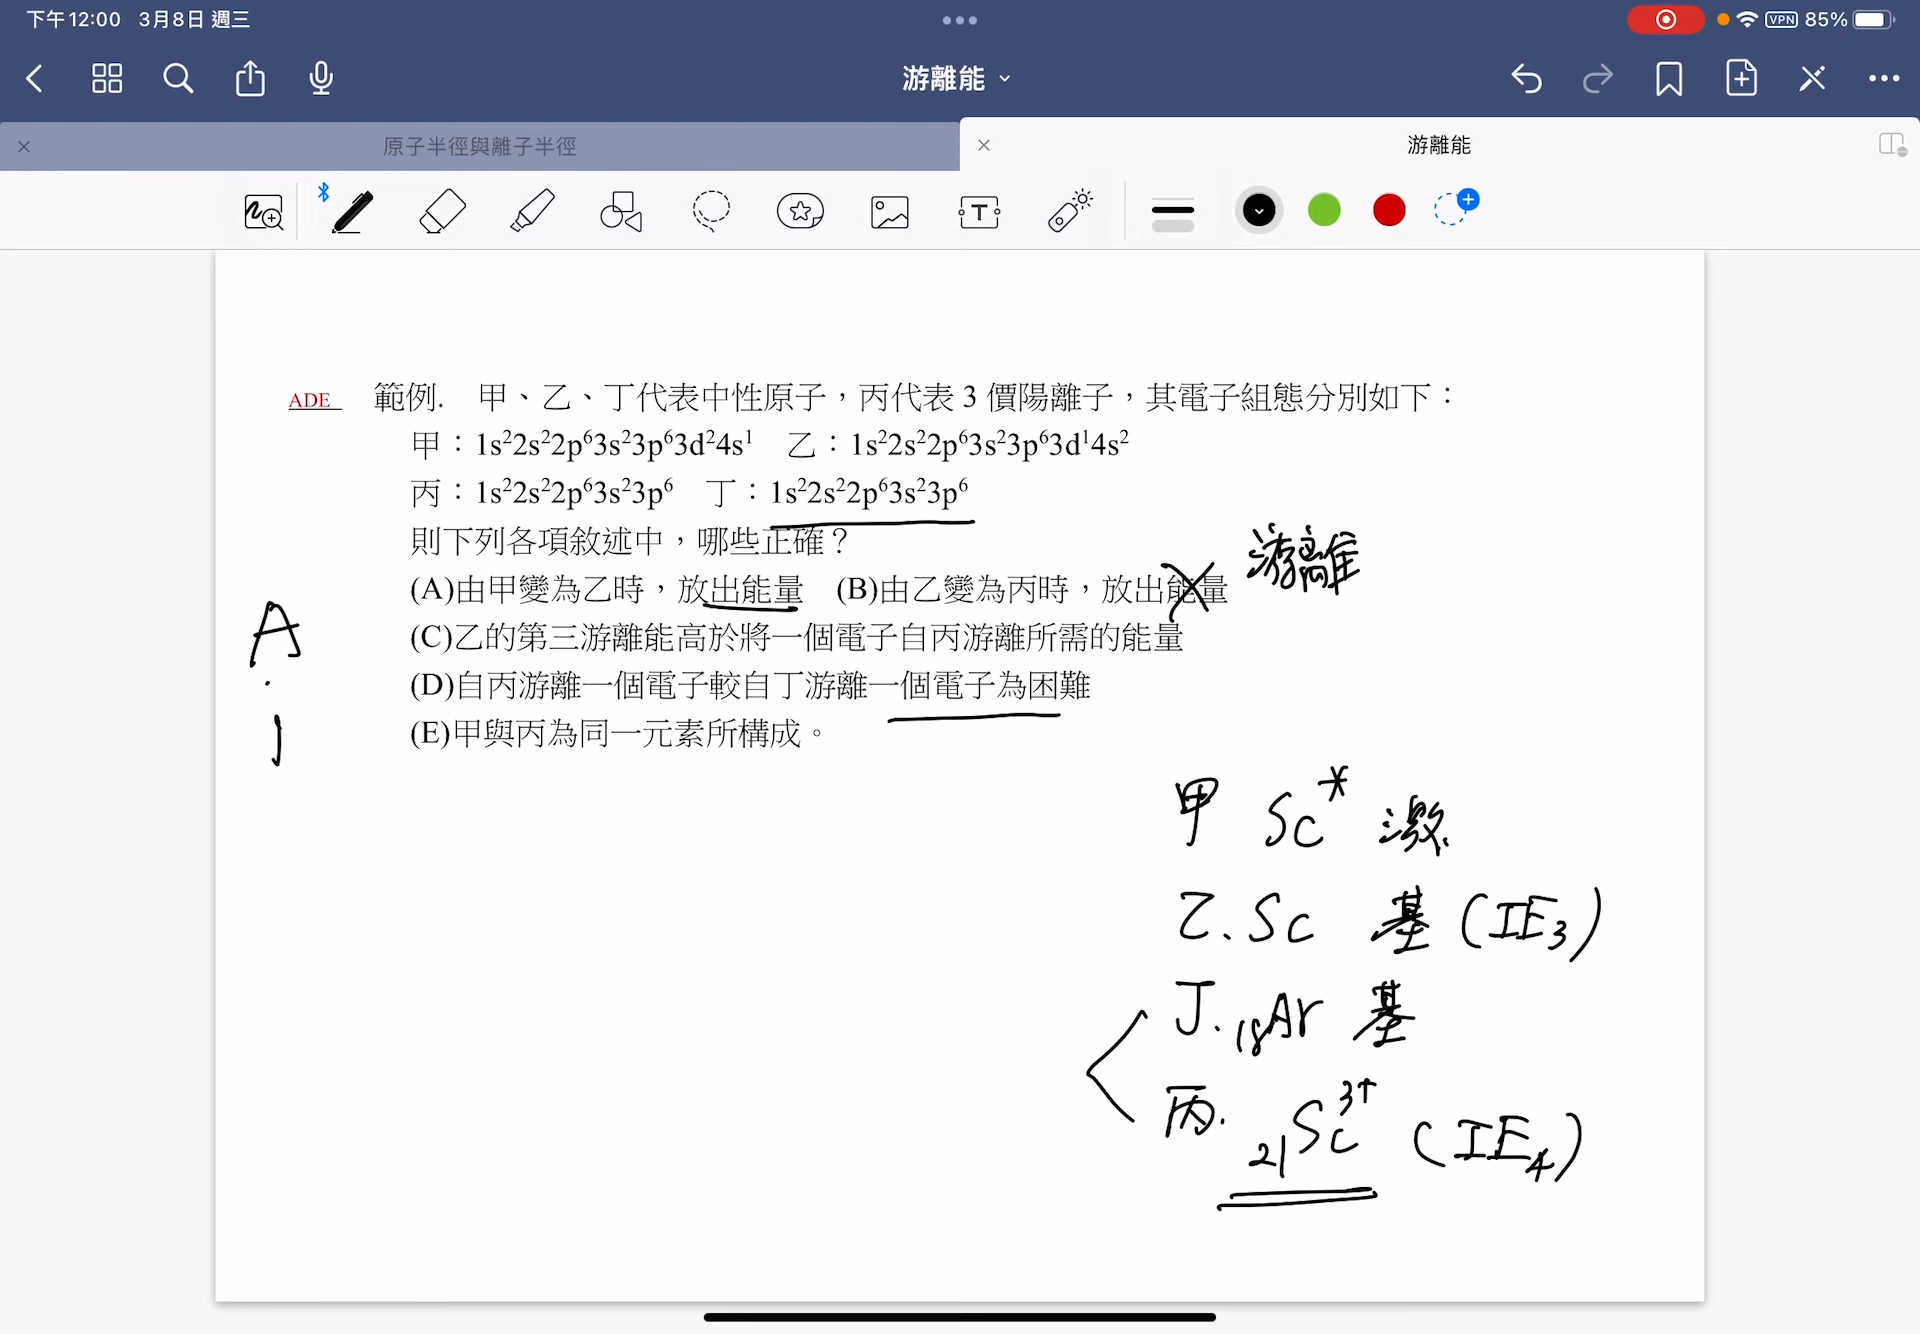 下午12:00 3月8日 週三 VPN 85%
游離能
原子半徑與離子半徑 游離能
ADE 範例. 甲、乙、丁代表中性原子，丙代表 3 價陽離子，其電子組態分別如下：
甲：1s²2s²2p⁶3s²3p⁶3d²4s¹ 乙：1s²2s²2p⁶3s²3p⁶3d¹4s²
丙：1s²2s²2p⁶3s²3p⁶ 丁：1s²2s²2p⁶3s²3p⁶
則下列各項敘述中，哪些正確？
游離
(A)由甲變為乙時，放出能量 (B)由乙變為丙時，放出能量
(C)乙的第三游離能高於將一個電子自丙游離所需的能量
(D)自丙游離一個電子較自丁游離一個電子為困難
(E)甲與丙為同一元素所構成。
A
甲 Sc* 激
乙. Sc 基 (IE₃)
丁. ₁₈Ar 基
丙. ₂₁Sc³⁺ (IE₄)